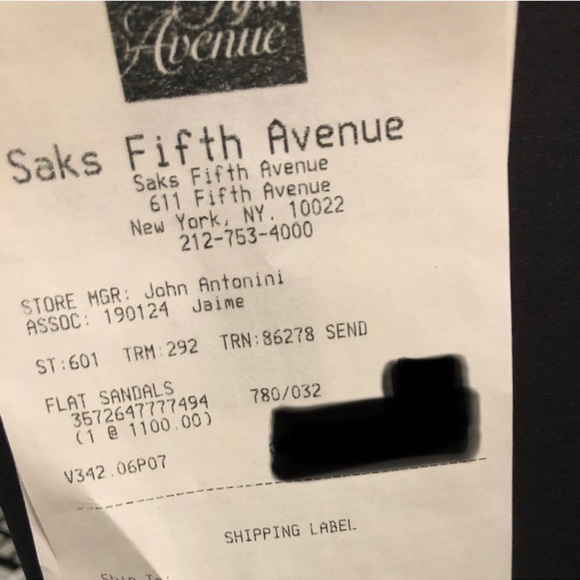 Avenue
Saks Fifth Avenue
Saks Fifth Avenue
611 Fifth Avenue
New York, NY. 10022
212-753-4000
STORE MGR: John Antonini
ASSOC: 190124 Jaime
ST:601 TRM:292 TRN:86278 SEND
FLAT SANDALS
3572647777494 780/032
(1 @ 1100.00)
V342.06P07
SHIPPING LABEL
Ship To: